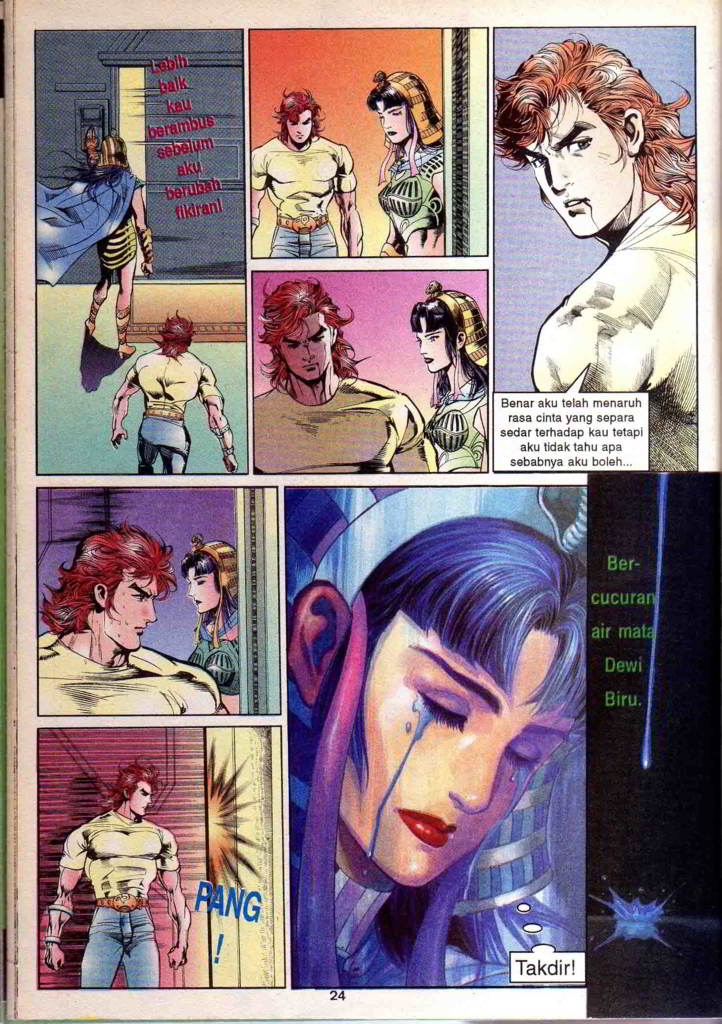 Lebih
baik
kau
berambus
sebelum
aku
berubah
fikiran!
Benar aku telah menaruh
rasa cinta yang separa
sedar terhadap kau tetapi
aku tidak tahu apa
sebabnya aku boleh...
PANG
!
Ber-
cucuran
air mata
Dewi
Biru.
Takdir!
24